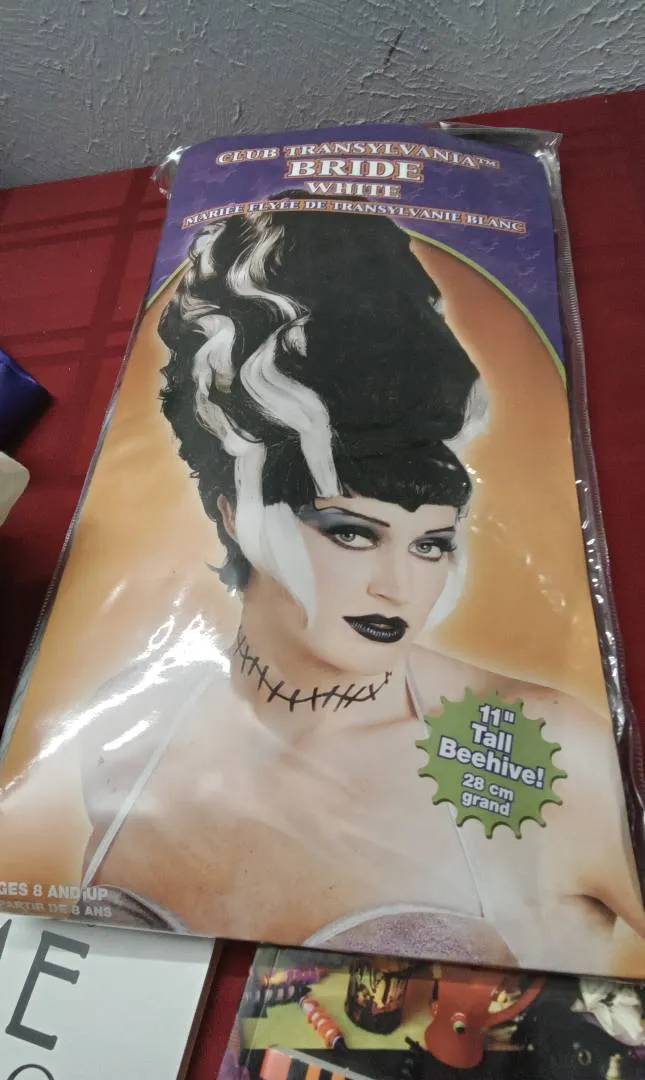 CLUB TRANSYLVANIA™
BRIDE
WHITE
MARIÉE FLYÉE DE TRANSYLVANIE BLANC
11"
Tall
Beehive!
28 cm
grand
GES 8 AND UP
PARTIR DE 8 ANS
ME